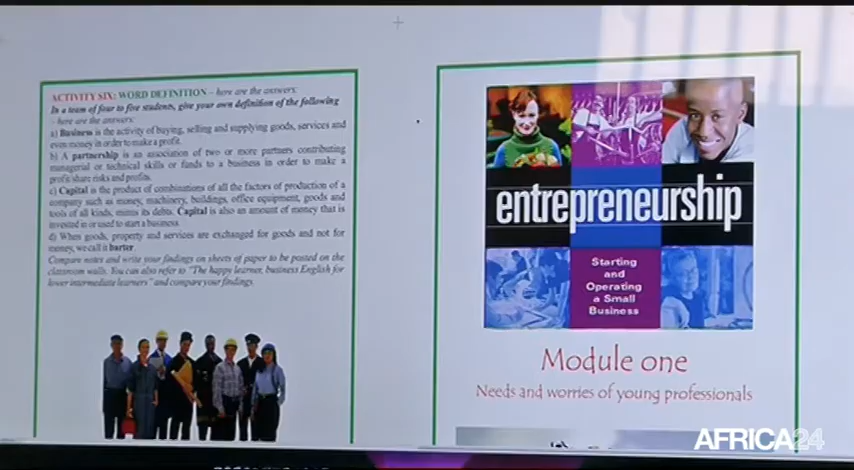 ACTIVITY SIX: WORD DEFINITION – here are the answers:
In a team of four to five students, give your own definition of the following
– here are the answers:
a) Business is the activity of buying, selling and supplying goods, services and
even money in order to make a profit.
b) A partnership is an association of two or more partners contributing
managerial or technical skills or funds to a business in order to make a
profit/share risks and profits.
c) Capital is the product of combinations of all the factors of production of a
company such as money, machinery, buildings, office equipment, goods and
tools of all kinds, minus its debts. Capital is also an amount of money that is
invested in or used to start a business.
d) When goods, property and services are exchanged for goods and not for
money, we call it barter.
Compare notes and write your findings on sheets of paper to be posted on the
classroom walls. You can also refer to "The happy learner, business English for
lower intermediate learners" and compare your findings.
entrepreneurship
Starting
and
Operating
a Small
Business
Module one
Needs and worries of young professionals
AFRICA24